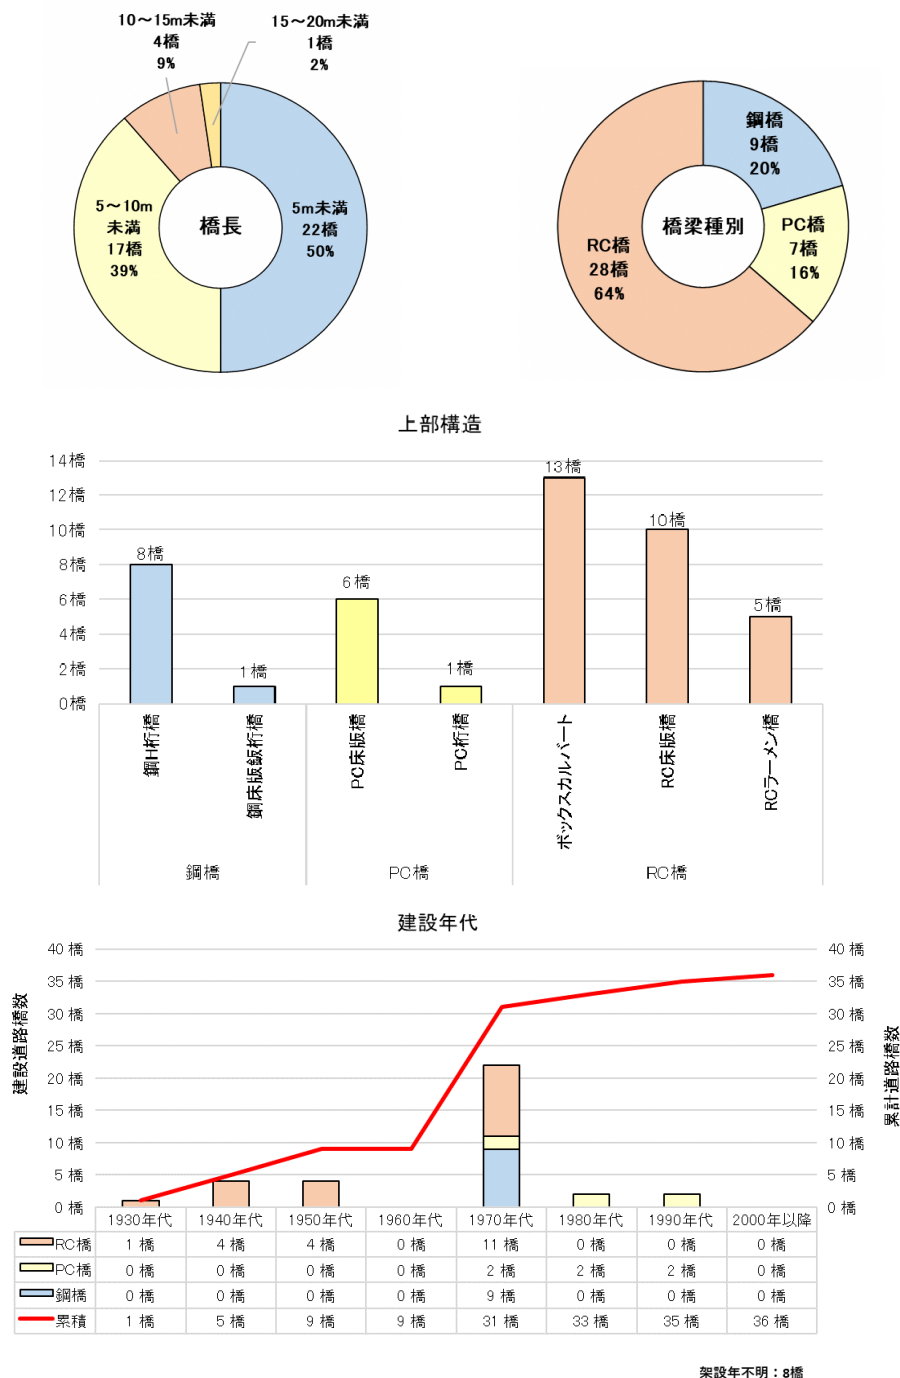 10～15m未満
4橋
9%
15～20m未満
1橋
2%
5～10m
未満
17橋
39%
橋長
5m未満
22橋
50%
鋼橋
9橋
20%
橋梁種別
PC橋
7橋
16%
RC橋
28橋
64%
上部構造
14橋
12橋
10橋
8橋
6橋
4橋
2橋
0橋
8橋
1橋
6橋
1橋
13橋
10橋
5橋
鋼H桁橋
鋼床版鈑桁橋
PC床版橋
PC桁橋
ボックスカルバート
RC床版橋
RCラーメン橋
鋼橋 PC橋 RC橋
建設年代
建設道路橋数
40 橋
35 橋
30 橋
25 橋
20 橋
15 橋
10 橋
5 橋
0 橋
40 橋
35 橋
30 橋
25 橋
20 橋
15 橋
10 橋
5 橋
0 橋
累計道路橋数
1930年代 1940年代 1950年代 1960年代 1970年代 1980年代 1990年代 2000年以降
RC橋 1 橋 4 橋 4 橋 0 橋 11 橋 0 橋 0 橋 0 橋
PC橋 0 橋 0 橋 0 橋 0 橋 2 橋 2 橋 2 橋 0 橋
鋼橋 0 橋 0 橋 0 橋 0 橋 9 橋 0 橋 0 橋 0 橋
累積 1 橋 5 橋 9 橋 9 橋 31 橋 33 橋 35 橋 36 橋
架設年不明：8橋